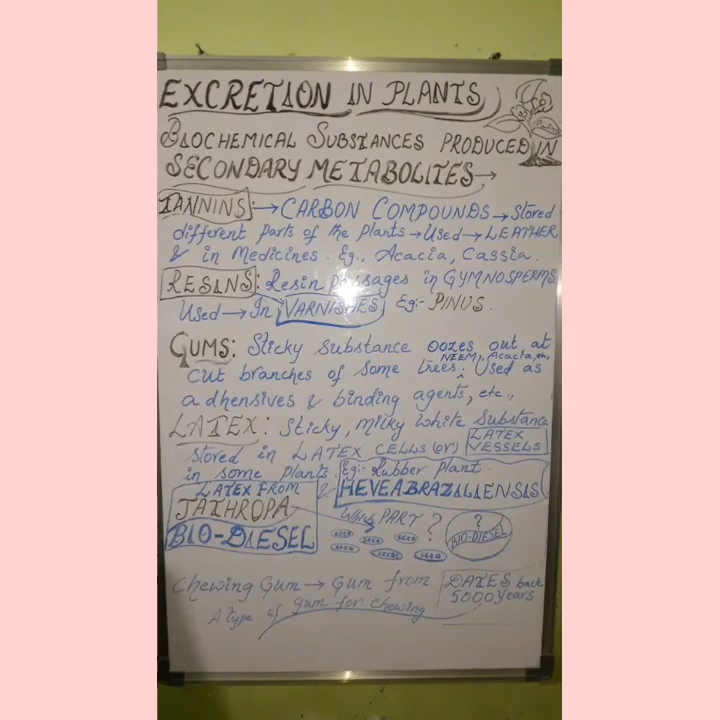 EXCRETION IN PLANTS
BIOCHEMICAL SUBSTANCES PRODUCED IN
SECONDARY METABOLITES→
TANNINS:→CARBON COMPOUNDS→Stored
different parts of the plants→Used→LEATHER
& in Medicines. Eg., Acacia, Cassia.
RESINS: Resin passages in GYMNOSPERMS
Used→In VARNISHES Eg:- PINUS.
GUMS: Sticky substance oozes out at
NEEM, Acacia, etc,
cut branches of some trees. Used as
adhensives & binding agents, etc.,
LATEX: Sticky, Milky white substance
stored in LATEX CELLS (or) LATEX VESSELS
in some plants. Eg:- Rubber Plant.
& HEVEABRAZILIENSIS
LATEX FROM
JATHROPA
BIO-DIESEL
Which PART?
?
BIO-DIESEL
SEEDS
Chewing Gum→Gum from
A type of gum for chewing
DATES back
5000 Years